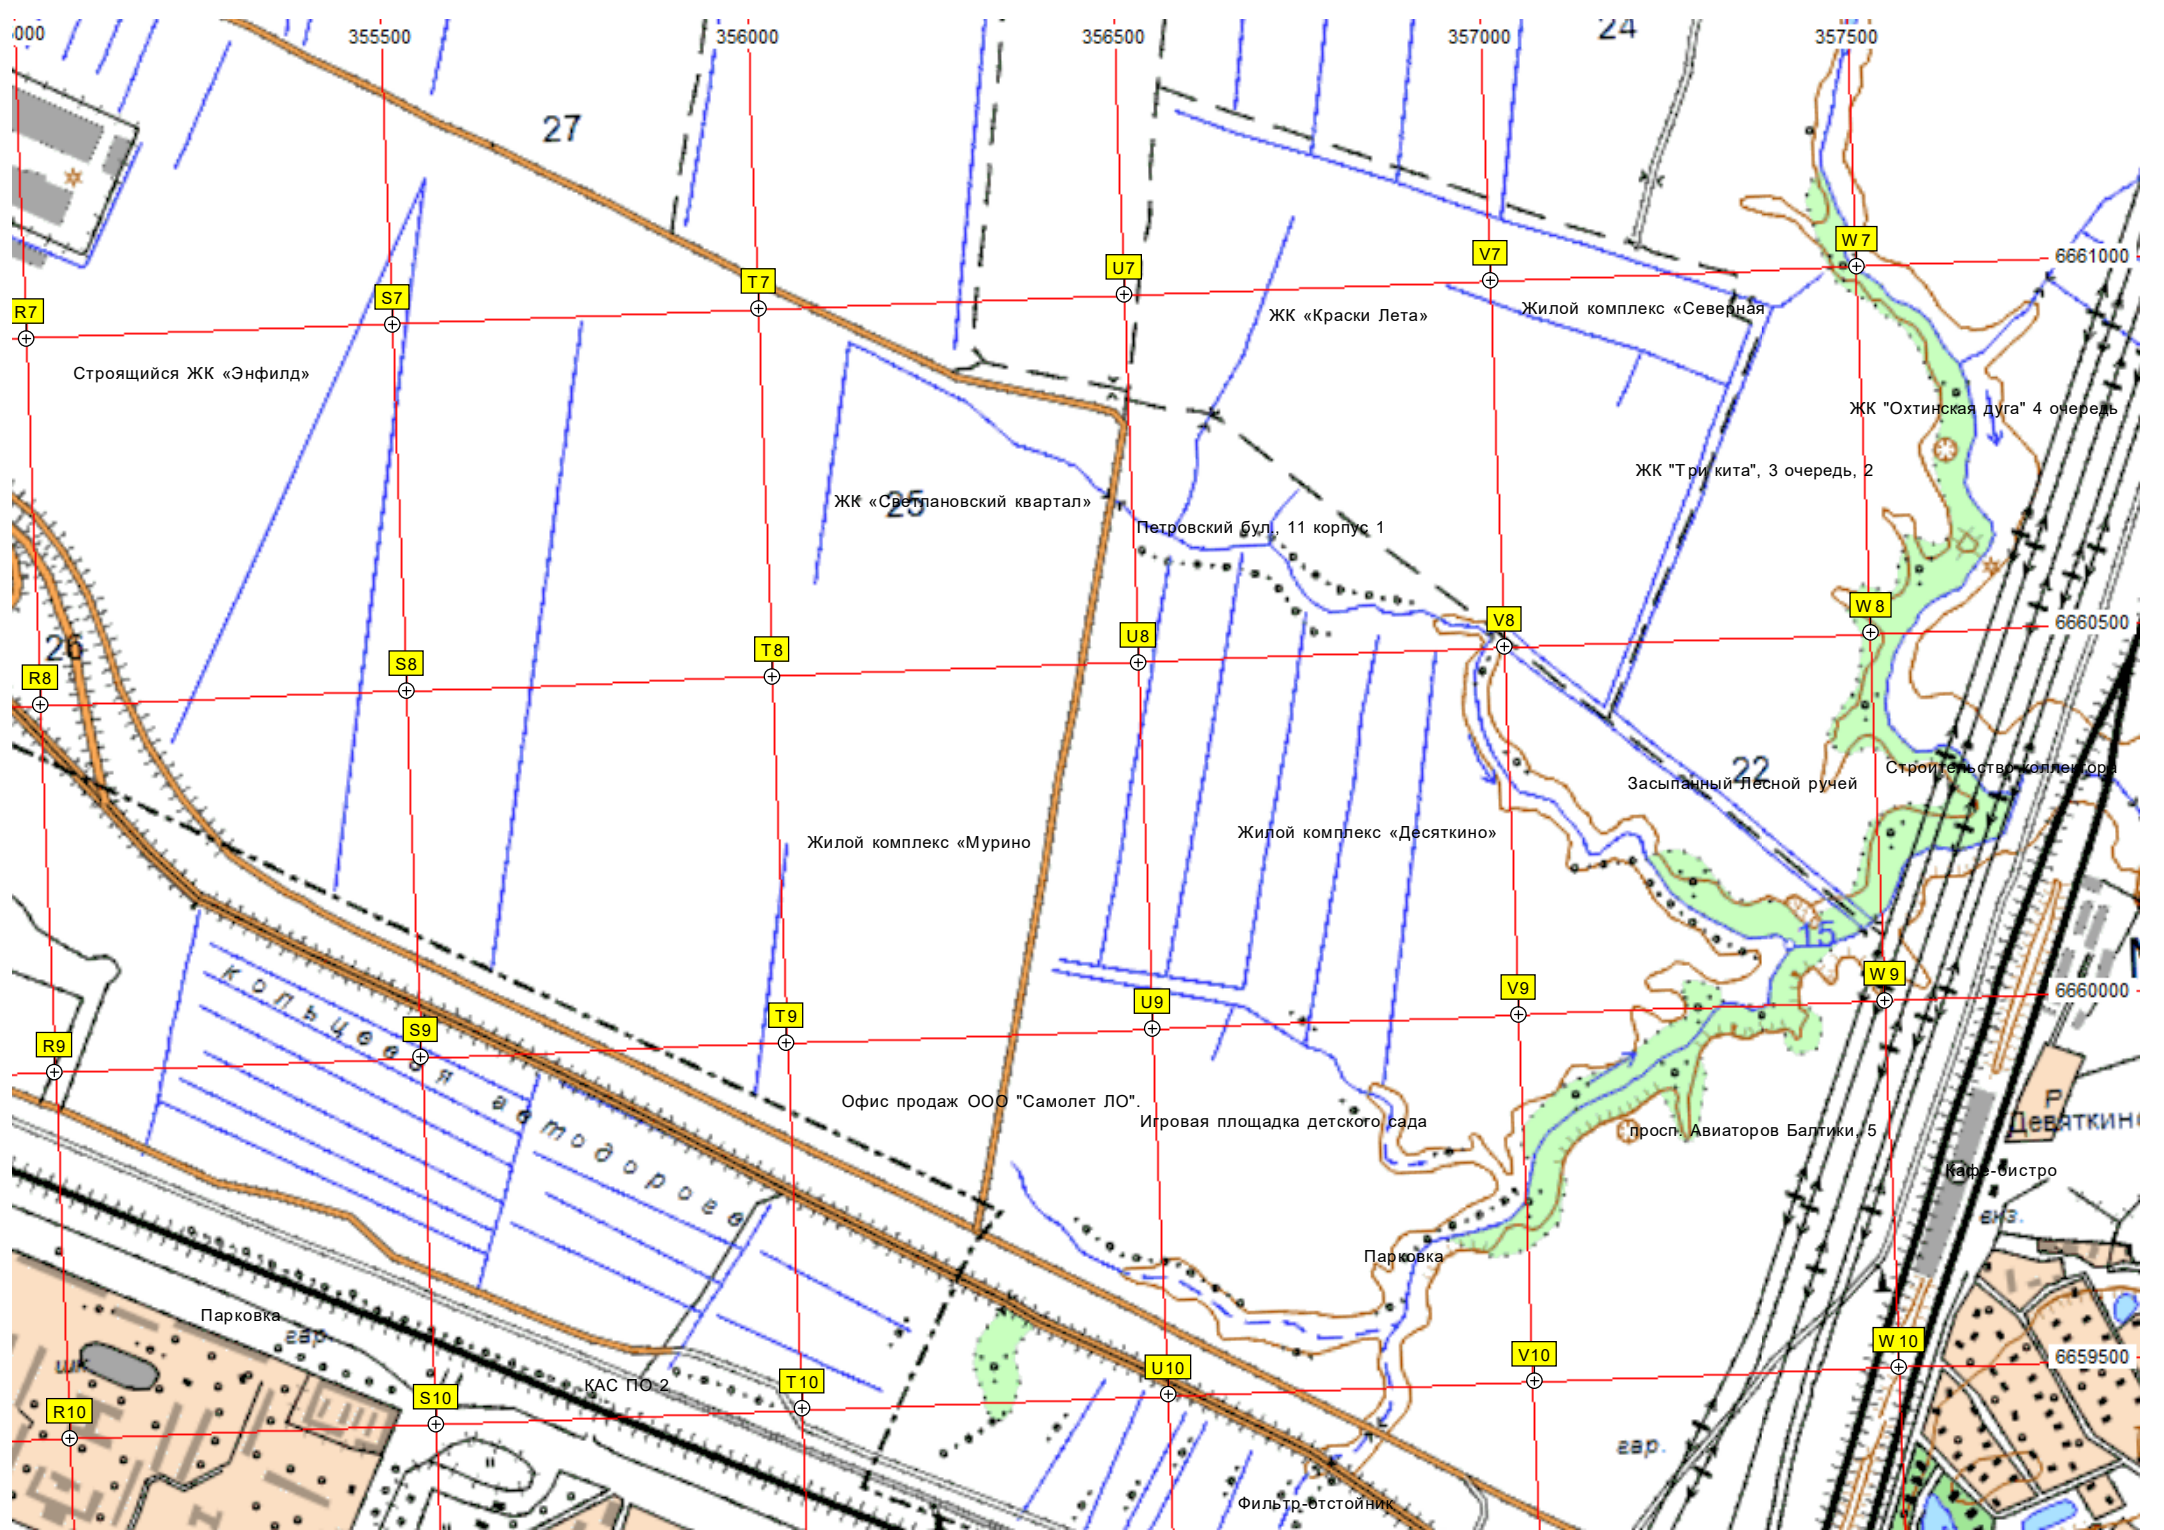 000
355500
356000
356500
357000
24
357500
27
W 7
6661000
V7
U7
T7
S7
R7
ЖК «Краски Лета»
Жилой комплекс «Северная
Строящийся ЖК «Энфилд»
ЖК "Охтинская дуга" 4 очередь
ЖК "Три кита", 3 очередь, 2
ЖК «Светлановский квартал»
25
Петровский бул., 11 корпус 1
W 8
6660500
V8
U8
26
T8
S8
R8
22
Строительство коллектора
Засыпанный Лесной ручей
Жилой комплекс «Десяткино»
Жилой комплекс «Мурино
15
W 9
6660000
V9
U9
T9
S9
R9
Кольцевая автодорога
Р
Офис продаж ООО "Самолет ЛО".
Игровая площадка детского сада
просп. Авиаторов Балтики, 5
Девяткино
Кафе-бистро
вкз.
Парковка
Парковка
гар.
шк.
W 10
6659500
V10
U10
T10
КАС ПО 2
S10
R10
гар.
Фильтр-отстойник